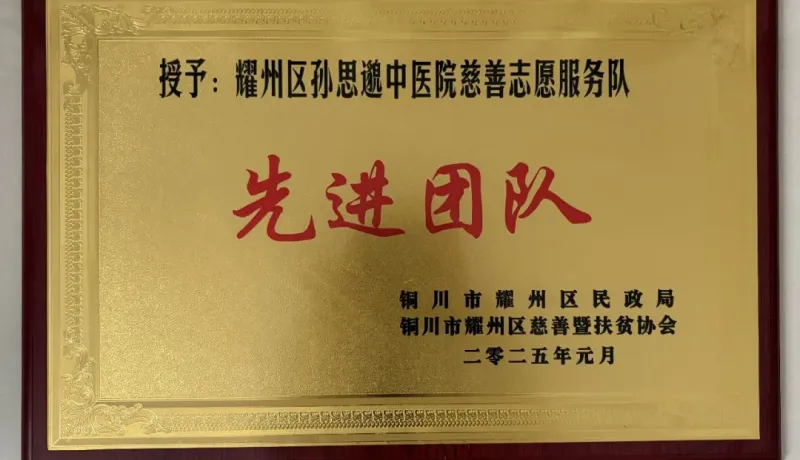 授予：耀州区孙思邈中医院慈善志愿服务队
先进团队
铜川市耀州区民政局
铜川市耀州区慈善暨扶贫协会
二零二五年元月